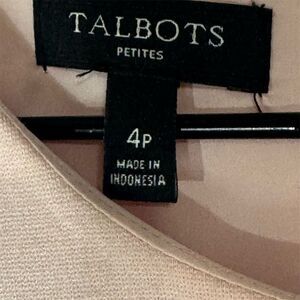 TALBOTS
PETITES
4P
MADE IN
INDONESIA